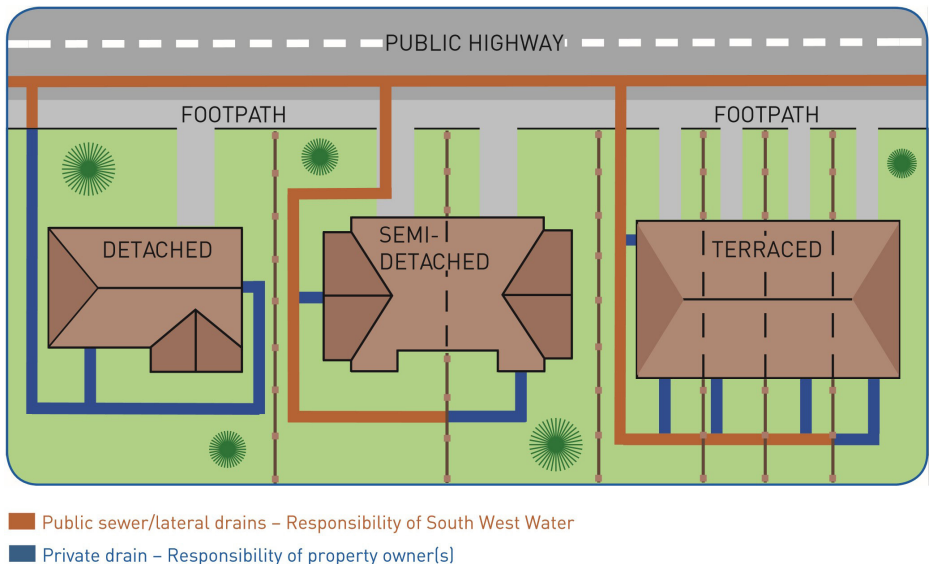 PUBLIC HIGHWAY
FOOTPATH
FOOTPATH
DETACHED
SEMI-
DETACHED
TERRACED
Public sewer/lateral drains – Responsibility of South West Water
Private drain – Responsibility of property owner(s)